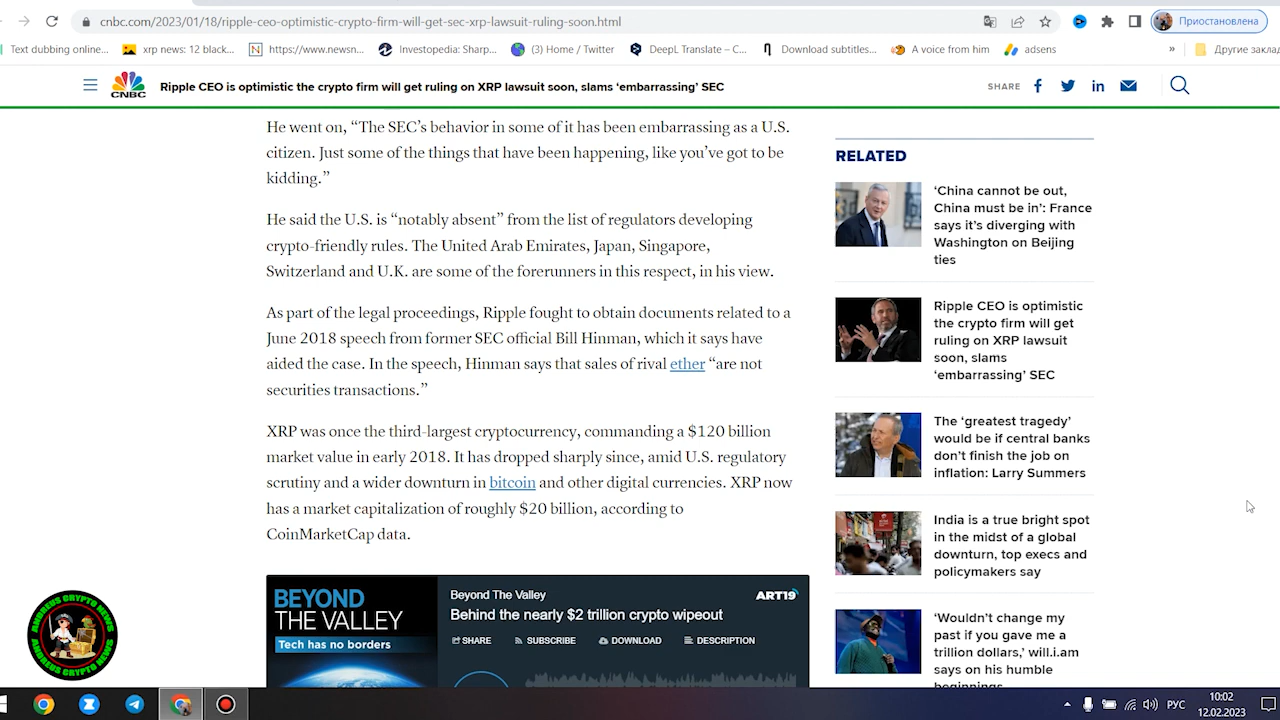 cnbc.com/2023/01/18/ripple-ceo-optimistic-crypto-firm-will-get-sec-xrp-lawsuit-ruling-soon.html
Приостановлена
Text dubbing online...
xrp news: 12 black...
https://www.newsn...
Investopedia: Sharp...
(3) Home / Twitter
DeepL Translate – C...
Download subtitles...
A voice from him
adsens
»
Другие заклад
CNBC
Ripple CEO is optimistic the crypto firm will get ruling on XRP lawsuit soon, slams ‘embarrassing’ SEC
SHARE
He went on, “The SEC’s behavior in some of it has been embarrassing as a U.S.
citizen. Just some of the things that have been happening, like you’ve got to be
kidding.”
He said the U.S. is “notably absent” from the list of regulators developing
crypto-friendly rules. The United Arab Emirates, Japan, Singapore,
Switzerland and U.K. are some of the forerunners in this respect, in his view.
As part of the legal proceedings, Ripple fought to obtain documents related to a
June 2018 speech from former SEC official Bill Hinman, which it says have
aided the case. In the speech, Hinman says that sales of rival ether “are not
securities transactions.”
XRP was once the third-largest cryptocurrency, commanding a $120 billion
market value in early 2018. It has dropped sharply since, amid U.S. regulatory
scrutiny and a wider downturn in bitcoin and other digital currencies. XRP now
has a market capitalization of roughly $20 billion, according to
CoinMarketCap data.
BEYOND
THE VALLEY
Tech has no borders
Beyond The Valley
ART19
Behind the nearly $2 trillion crypto wipeout
SHARE
SUBSCRIBE
DOWNLOAD
DESCRIPTION
RELATED
‘China cannot be out,
China must be in’: France
says it’s diverging with
Washington on Beijing
ties
Ripple CEO is optimistic
the crypto firm will get
ruling on XRP lawsuit
soon, slams
‘embarrassing’ SEC
The ‘greatest tragedy’
would be if central banks
don’t finish the job on
inflation: Larry Summers
India is a true bright spot
in the midst of a global
downturn, top execs and
policymakers say
‘Wouldn’t change my
past if you gave me a
trillion dollars,’ will.i.am
says on his humble
beginnings
ANDREUS CRYPTO NEWS
ANDREUS CRYPTO NEWS
РУС
10:02
12.02.2023